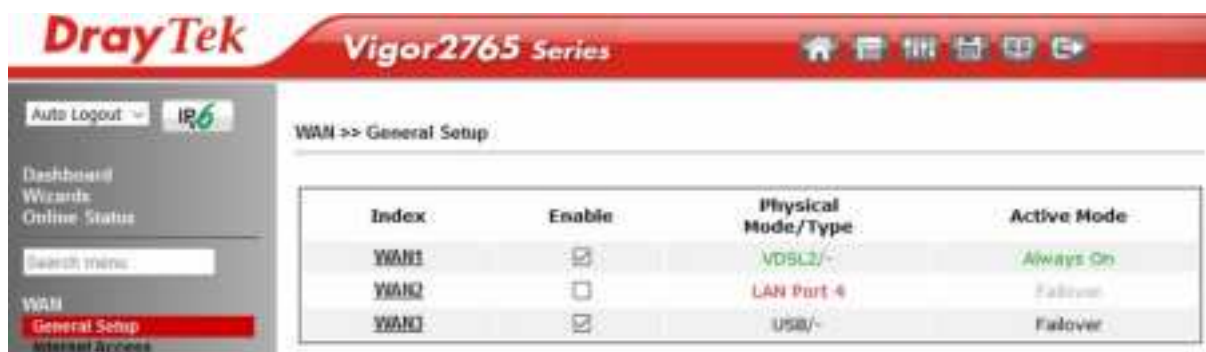 DrayTek
Vigor2765 Series
Auto Logout
IPv6
WAN >> General Setup
Dashboard
Wizards
Online Status
Search menu
WAN
General Setup
Internet Access
Index Enable Physical Mode/Type Active Mode
WAN1 VDSL2/- Always On
WAN2 LAN Port 4 Failover
WAN3 USB/- Failover